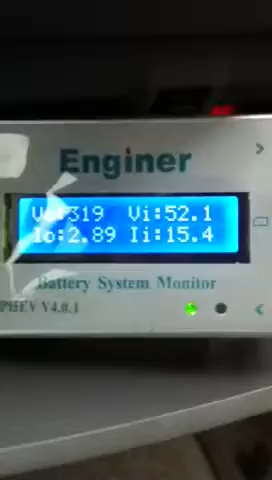 Enginer
Vo:319 Vi:52.1
Io:2.89 Ii:15.4
Battery System Monitor
PHEV V4.0.1